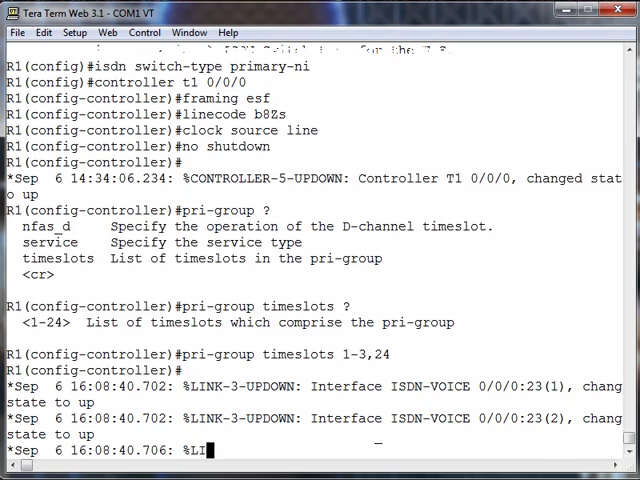 Tera Term Web 3.1 - COM1 VT
File Edit Setup Web Control Window Help
R1(config)#isdn switch-type primary-ni
R1(config)#controller t1 0/0/0
R1(config-controller)#framing esf
R1(config-controller)#linecode b8Zs
R1(config-controller)#clock source line
R1(config-controller)#no shutdown
R1(config-controller)#
*Sep  6 14:34:06.234: %CONTROLLER-5-UPDOWN: Controller T1 0/0/0, changed stat
o up
R1(config-controller)#pri-group ?
nfas_d     Specify the operation of the D-channel timeslot.
service    Specify the service type
timeslots  List of timeslots in the pri-group
<cr>
R1(config-controller)#pri-group timeslots ?
<1-24>  List of timeslots which comprise the pri-group
R1(config-controller)#pri-group timeslots 1-3,24
R1(config-controller)#
*Sep  6 16:08:40.702: %LINK-3-UPDOWN: Interface ISDN-VOICE 0/0/0:23(1), chang
state to up
*Sep  6 16:08:40.702: %LINK-3-UPDOWN: Interface ISDN-VOICE 0/0/0:23(2), chang
state to up
*Sep  6 16:08:40.706: %LI